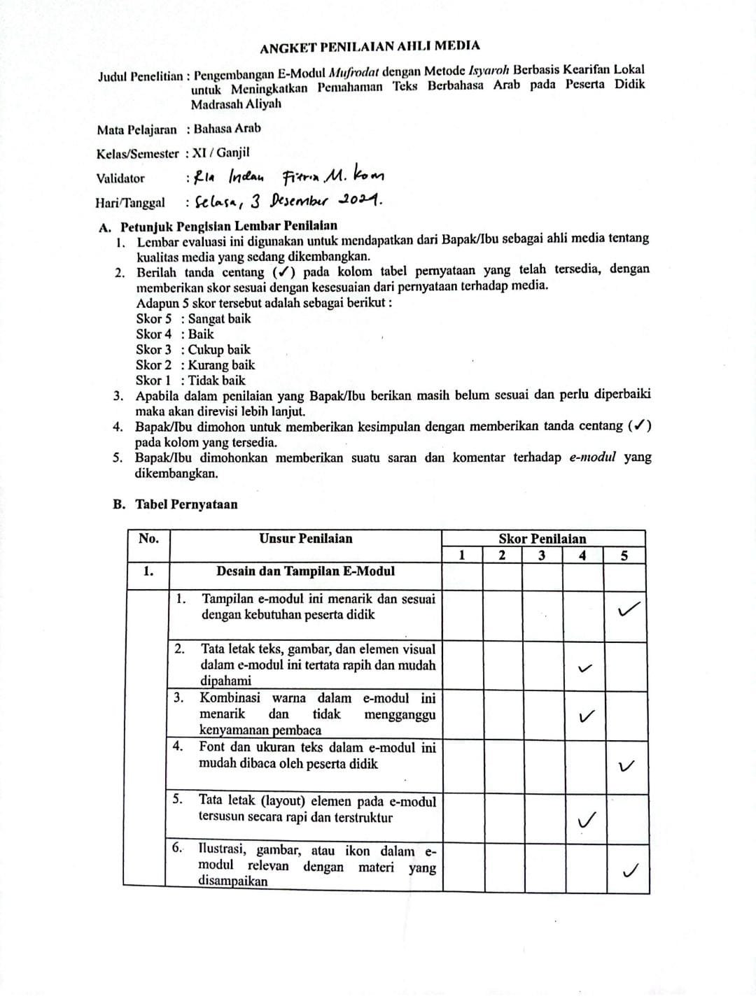 ANGKET PENILAIAN AHLI MEDIA
Judul Penelitian : Pengembangan E-Modul Mufrodat dengan Metode Isyaroh Berbasis Kearifan Lokal
untuk Meningkatkan Pemahaman Teks Berbahasa Arab pada Peserta Didik
Madrasah Aliyah
Mata Pelajaran : Bahasa Arab
Kelas/Semester : XI / Ganjil
Validator : Ria Indah Fitria M. Kom
Hari/Tanggal : Selasa, 3 Desember 2024.
A. Petunjuk Pengisian Lembar Penilaian
1. Lembar evaluasi ini digunakan untuk mendapatkan dari Bapak/Ibu sebagai ahli media tentang
kualitas media yang sedang dikembangkan.
2. Berilah tanda centang (✓) pada kolom tabel pernyataan yang telah tersedia, dengan
memberikan skor sesuai dengan kesesuaian dari pernyataan terhadap media.
Adapun 5 skor tersebut adalah sebagai berikut :
Skor 5 : Sangat baik
Skor 4 : Baik
Skor 3 : Cukup baik
Skor 2 : Kurang baik
Skor 1 : Tidak baik
3. Apabila dalam penilaian yang Bapak/Ibu berikan masih belum sesuai dan perlu diperbaiki
maka akan direvisi lebih lanjut.
4. Bapak/Ibu dimohon untuk memberikan kesimpulan dengan memberikan tanda centang (✓)
pada kolom yang tersedia.
5. Bapak/Ibu dimohonkan memberikan suatu saran dan komentar terhadap e-modul yang
dikembangkan.
B. Tabel Pernyataan
No. Unsur Penilaian Skor Penilaian
1 2 3 4 5
1. Desain dan Tampilan E-Modul
1. Tampilan e-modul ini menarik dan sesuai
dengan kebutuhan peserta didik ✓
2. Tata letak teks, gambar, dan elemen visual
dalam e-modul ini tertata rapih dan mudah ✓
dipahami
3. Kombinasi warna dalam e-modul ini
menarik dan tidak mengganggu ✓
kenyamanan pembaca
4. Font dan ukuran teks dalam e-modul ini
mudah dibaca oleh peserta didik ✓
5. Tata letak (layout) elemen pada e-modul
tersusun secara rapi dan terstruktur ✓
6. Ilustrasi, gambar, atau ikon dalam e-
modul relevan dengan materi yang ✓
disampaikan